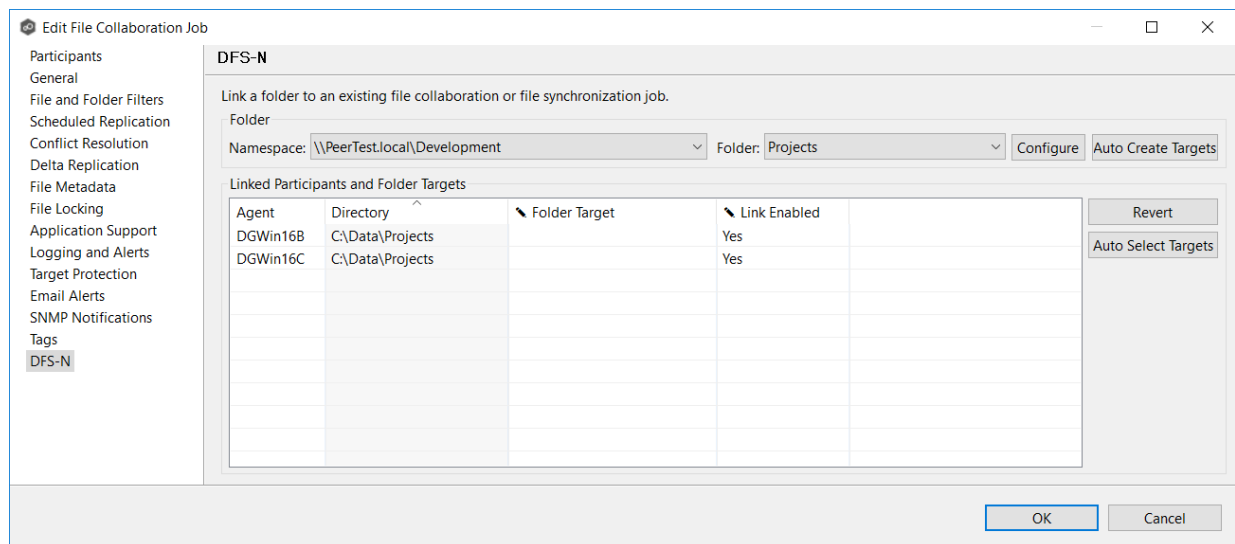 Edit File Collaboration Job
Participants
General
File and Folder Filters
Scheduled Replication
Conflict Resolution
Delta Replication
File Metadata
File Locking
Application Support
Logging and Alerts
Target Protection
Email Alerts
SNMP Notifications
Tags
DFS-N
DFS-N
Link a folder to an existing file collaboration or file synchronization job.
Folder
Namespace: \\PeerTest.local\Development Folder: Projects Configure Auto Create Targets
Linked Participants and Folder Targets
Agent Directory Folder Target Link Enabled
DGWin16B C:\Data\Projects Yes
DGWin16C C:\Data\Projects Yes
Revert
Auto Select Targets
OK Cancel